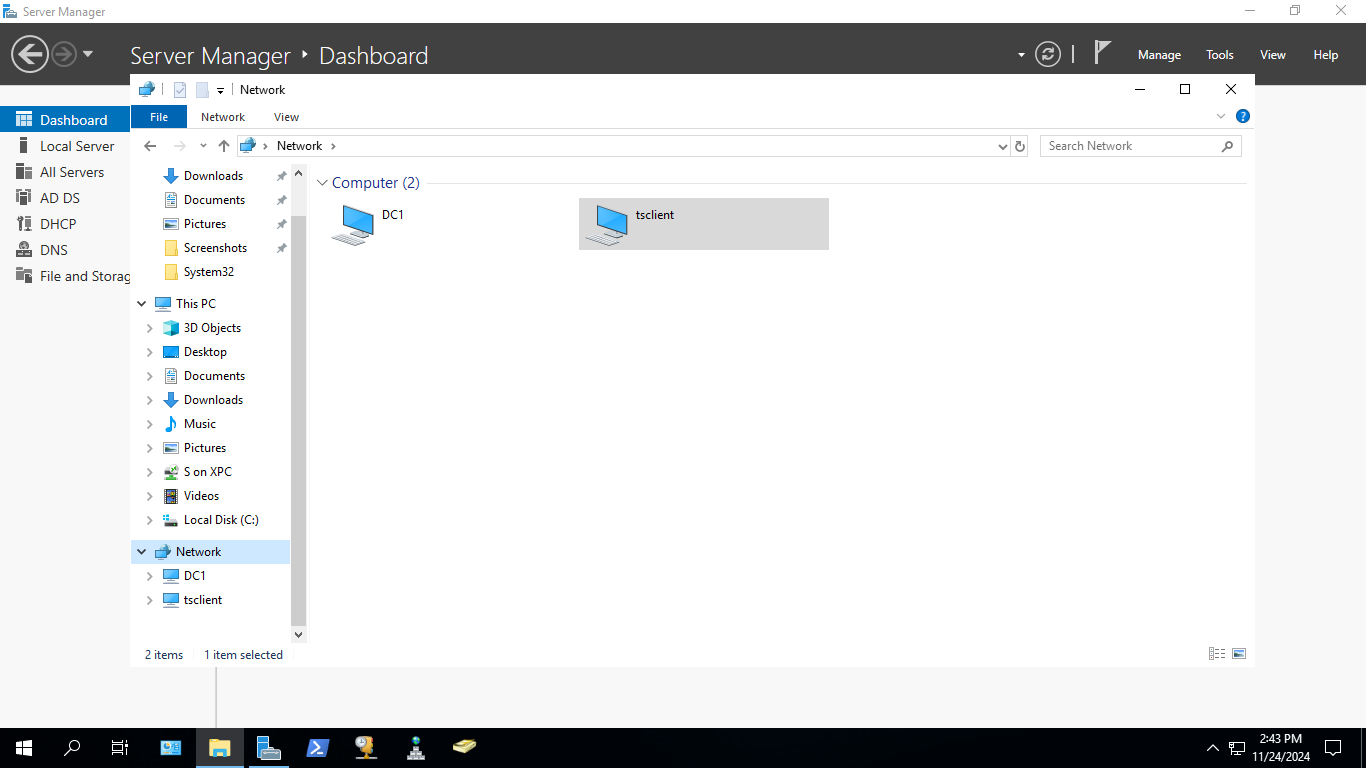 Server Manager
Server Manager Dashboard
Manage
Tools
View
Help
Network
File
Network
View
Network
Search Network
Dashboard
Local Server
All Servers
AD DS
DHCP
DNS
File and Storag
Downloads
Documents
Pictures
Screenshots
System32
This PC
3D Objects
Desktop
Documents
Downloads
Music
Pictures
S on XPC
Videos
Local Disk (C:)
Network
DC1
tsclient
Computer (2)
DC1
tsclient
2 items
1 item selected
2:43 PM
11/24/2024